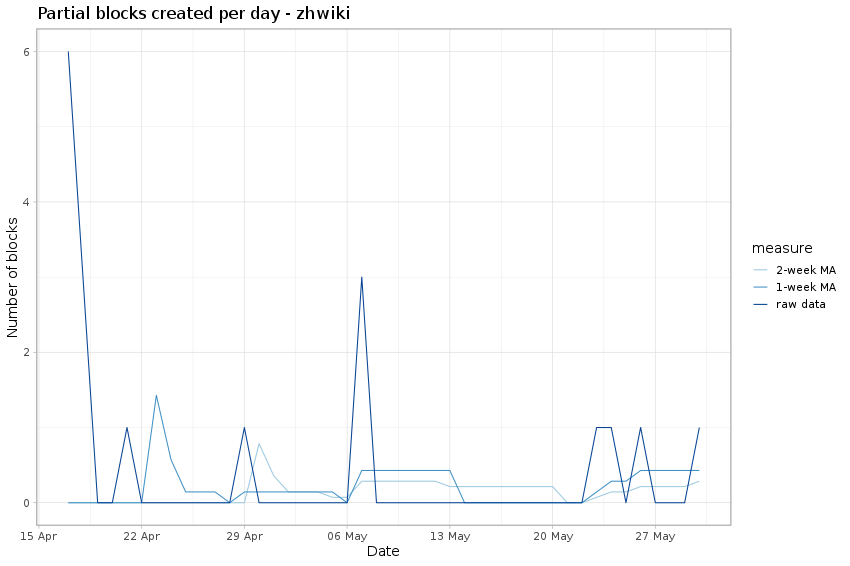 Partial blocks created per day - zhwiki
6
4
2
0
Number of blocks
15 Apr
22 Apr
29 Apr
06 May
13 May
20 May
27 May
Date
measure
2-week MA
1-week MA
raw data